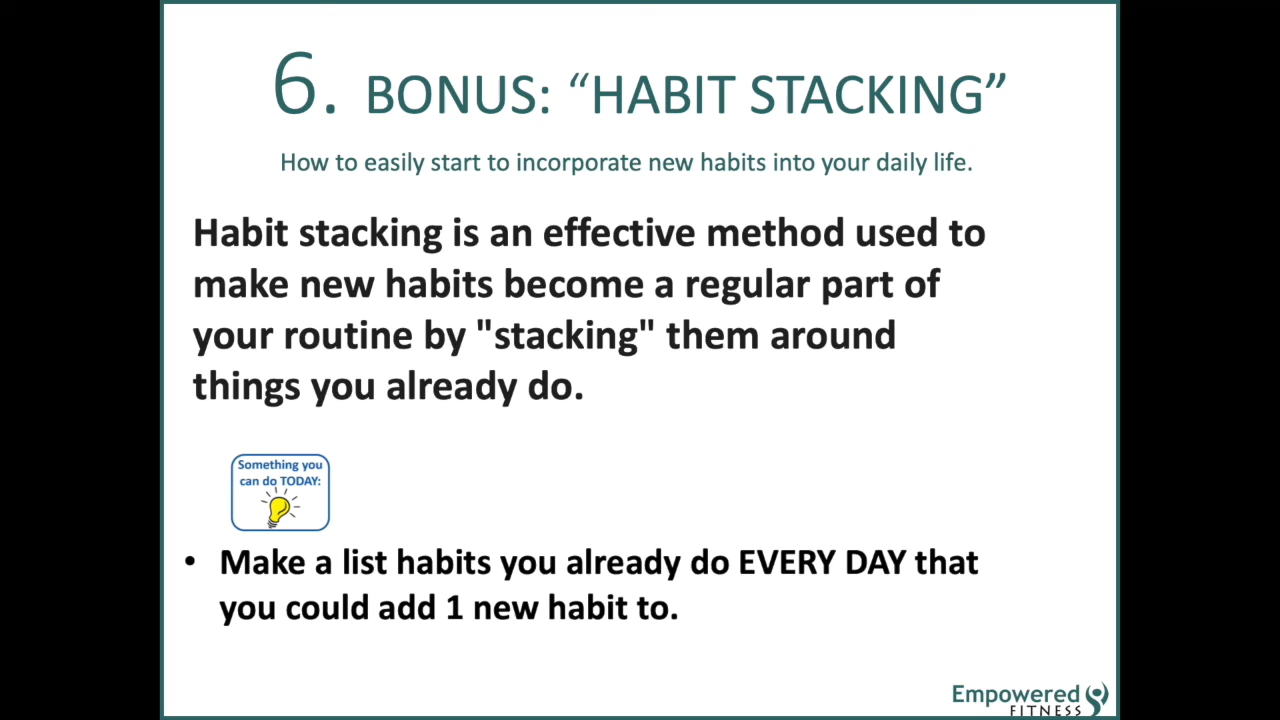 6. BONUS: “HABIT STACKING”
How to easily start to incorporate new habits into your daily life.
Habit stacking is an effective method used to
make new habits become a regular part of
your routine by "stacking" them around
things you already do.
Something you
can do TODAY:
• Make a list habits you already do EVERY DAY that
you could add 1 new habit to.
Empowered
FITNESS